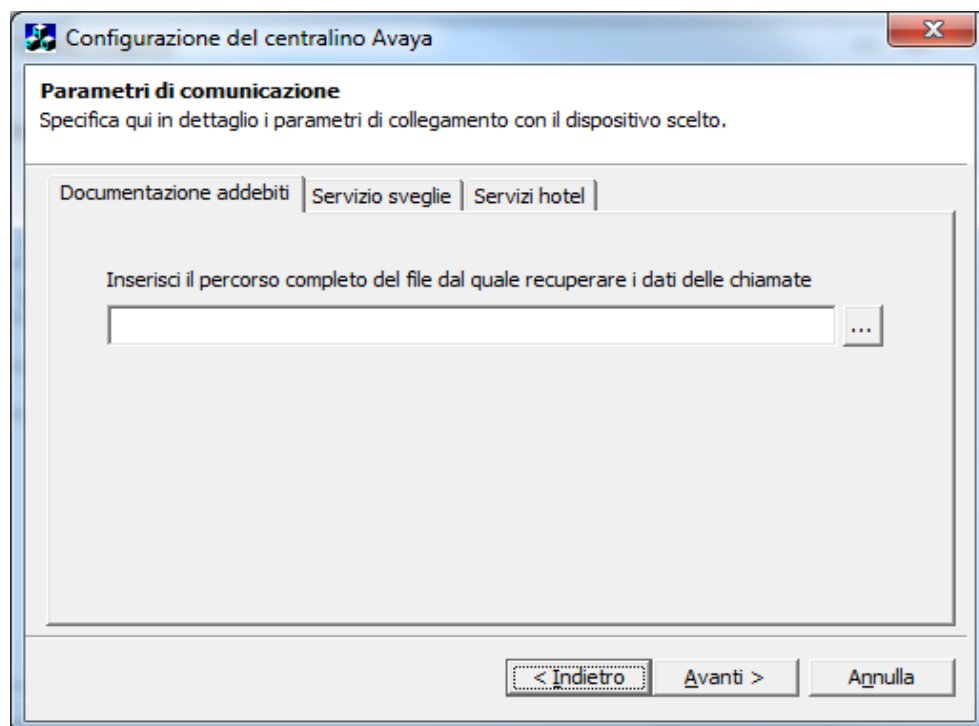 Configurazione del centralino Avaya
Parametri di comunicazione
Specifica qui in dettaglio i parametri di collegamento con il dispositivo scelto.
Documentazione addebiti Servizio sveglie Servizi hotel
Inserisci il percorso completo del file dal quale recuperare i dati delle chiamate
...
< Indietro Avanti > Annulla